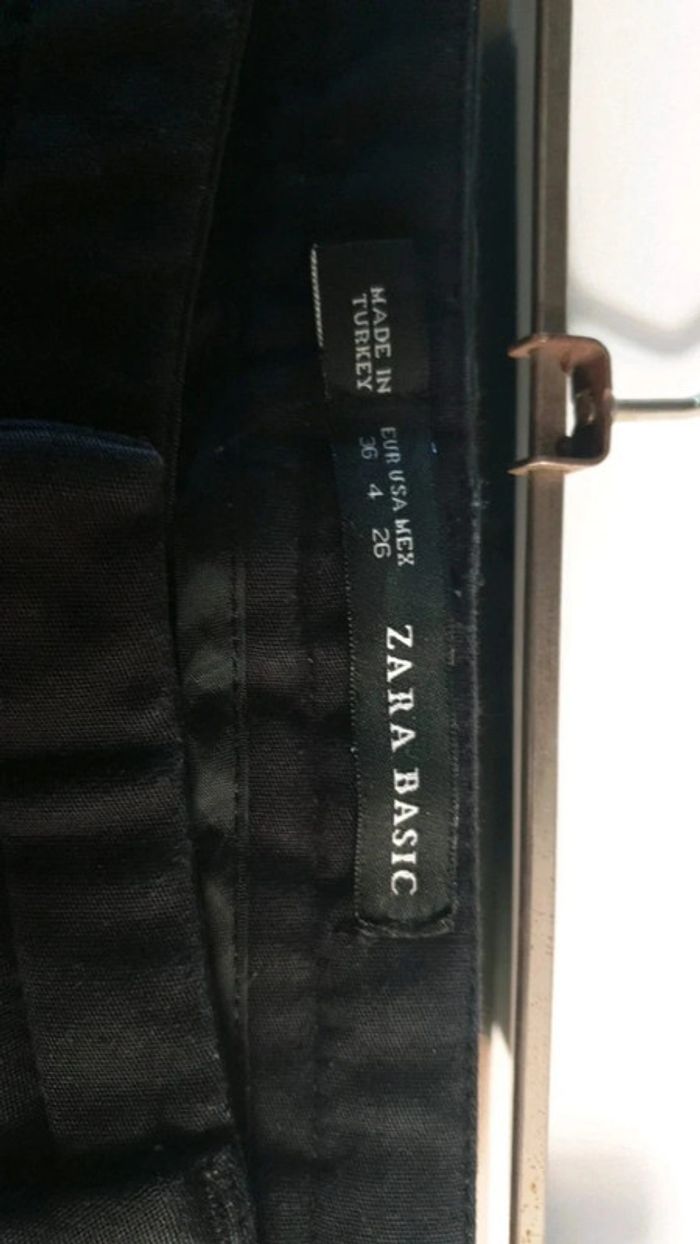 MADE IN
TURKEY
EUR USA MEX
36 4 26
ZARA BASIC